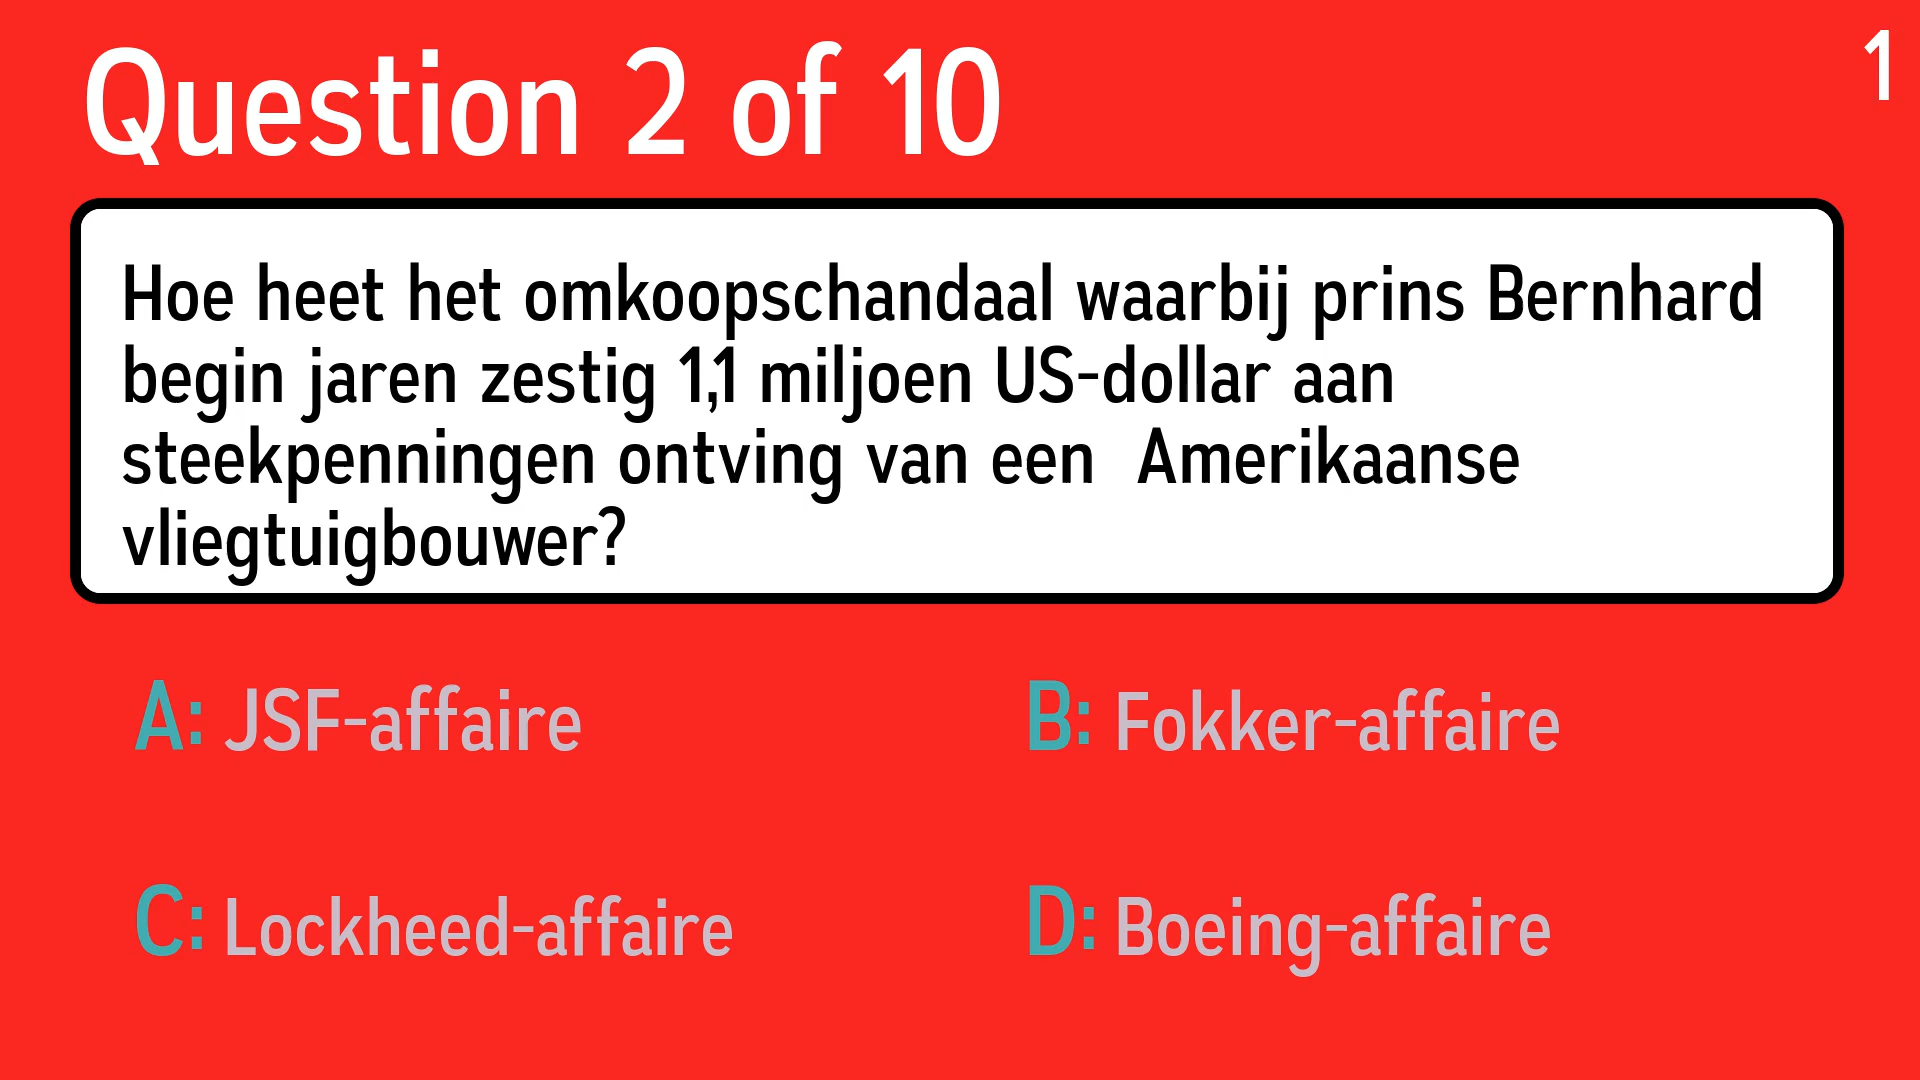 Question 2 of 10
1
Hoe heet het omkoopschandaal waarbij prins Bernhard
begin jaren zestig 1,1 miljoen US-dollar aan
steekpenningen ontving van een  Amerikaanse
vliegtuigbouwer?
A: JSF-affaire
B: Fokker-affaire
C: Lockheed-affaire
D: Boeing-affaire